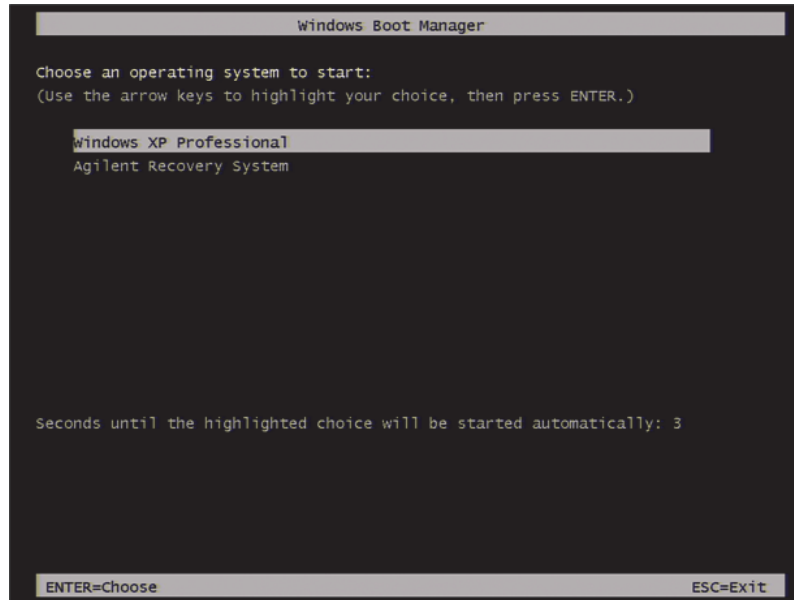 Windows Boot Manager
Choose an operating system to start:
(Use the arrow keys to highlight your choice, then press ENTER.)
Windows XP Professional
Agilent Recovery System
Seconds until the highlighted choice will be started automatically: 3
ENTER=Choose ESC=Exit